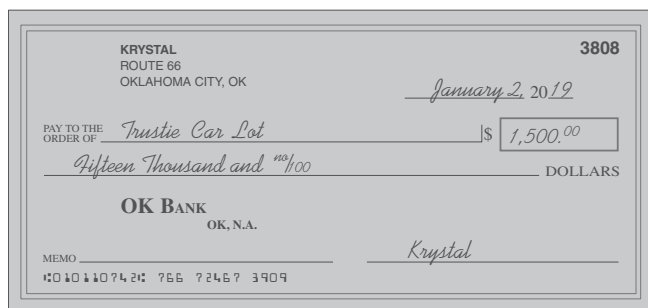 KRYSTAL 3808
ROUTE 66
OKLAHOMA CITY, OK
January 2, 2019
PAY TO THE
ORDER OF Trustie Car Lot $ 1,500.00
Fifteen Thousand and no/100 DOLLARS
OK BANK
OK, N.A.
MEMO Krystal
⑆010110742⑆ 766 72467 3909